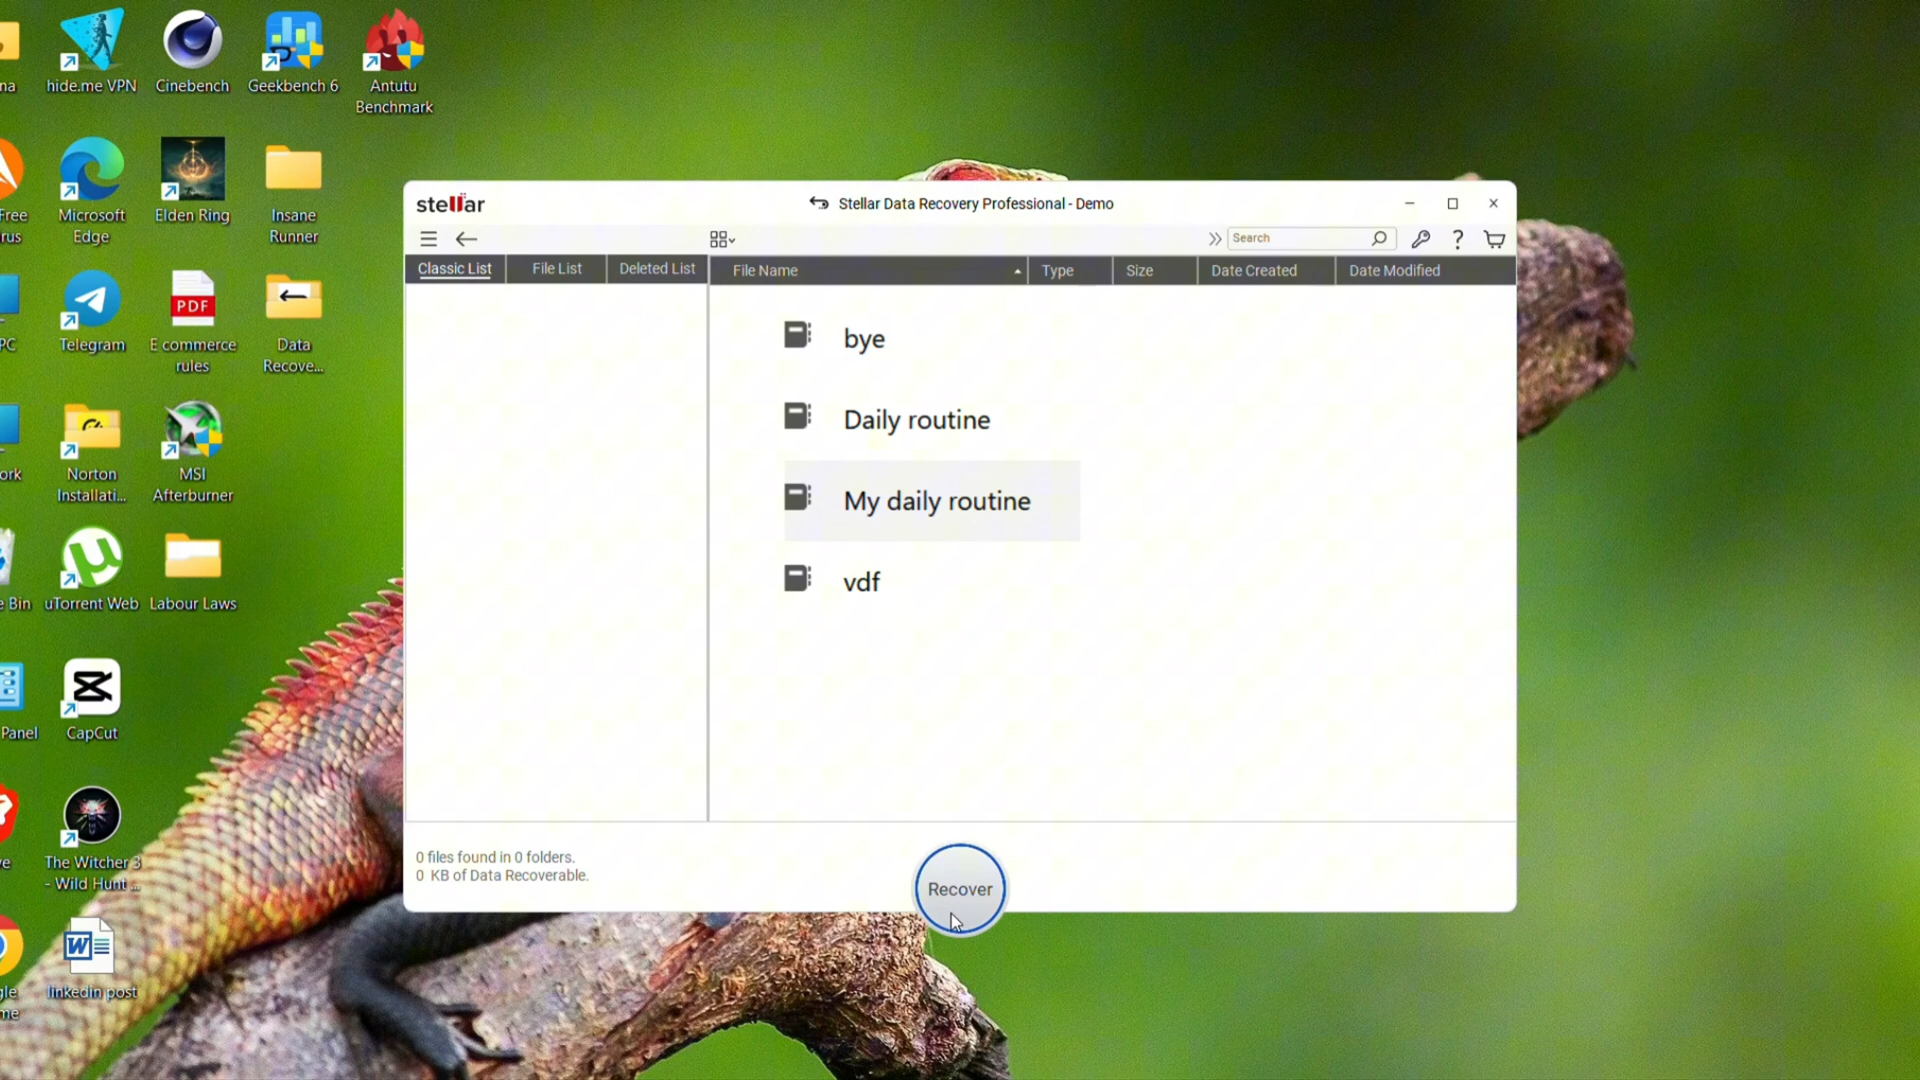 na
hide.me VPN
Cinebench
Geekbench 6
Antutu
Benchmark
Free
rus
Microsoft
Edge
Elden Ring
Insane
Runner
PC
Telegram
PDF
E commerce
rules
Data
Recove...
ork
Norton
Installati...
MSI
Afterburner
e Bin
uTorrent Web
Labour Laws
Panel
CapCut
ve
The Witcher 3
- Wild Hunt ...
gle
me
W
linkedin post
stellar
Stellar Data Recovery Professional - Demo
Search
?
Classic List
File List
Deleted List
File Name
Type
Size
Date Created
Date Modified
bye
Daily routine
My daily routine
vdf
0 files found in 0 folders.
0 KB of Data Recoverable.
Recover